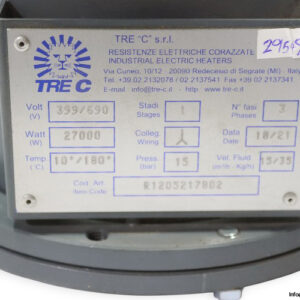 TRE "C" s.r.l.
RESISTENZE ELETTRICHE CORAZZATE
INDUSTRIAL ELECTRIC HEATERS
Via Cuneo, 10/12 20090 Redecesio di Segrate (MI) - Italy
Tel. +39.02.2132078 / 02 2137541 Fax +39 02
E-mail info@tre-c.it http://www.tre-c.it
TRE C
29549
Volt (V) 399/690 Stadi Stages 1 N° fasi Phases 3
Watt (W) 27000 Colleg. Wiring Data Date 10/21
Temp. (C°) 10°/180° Press. (bar) 15 Vel. Fluid (m/h - Kg/h) 15/35
Cod. Art.
Item Code